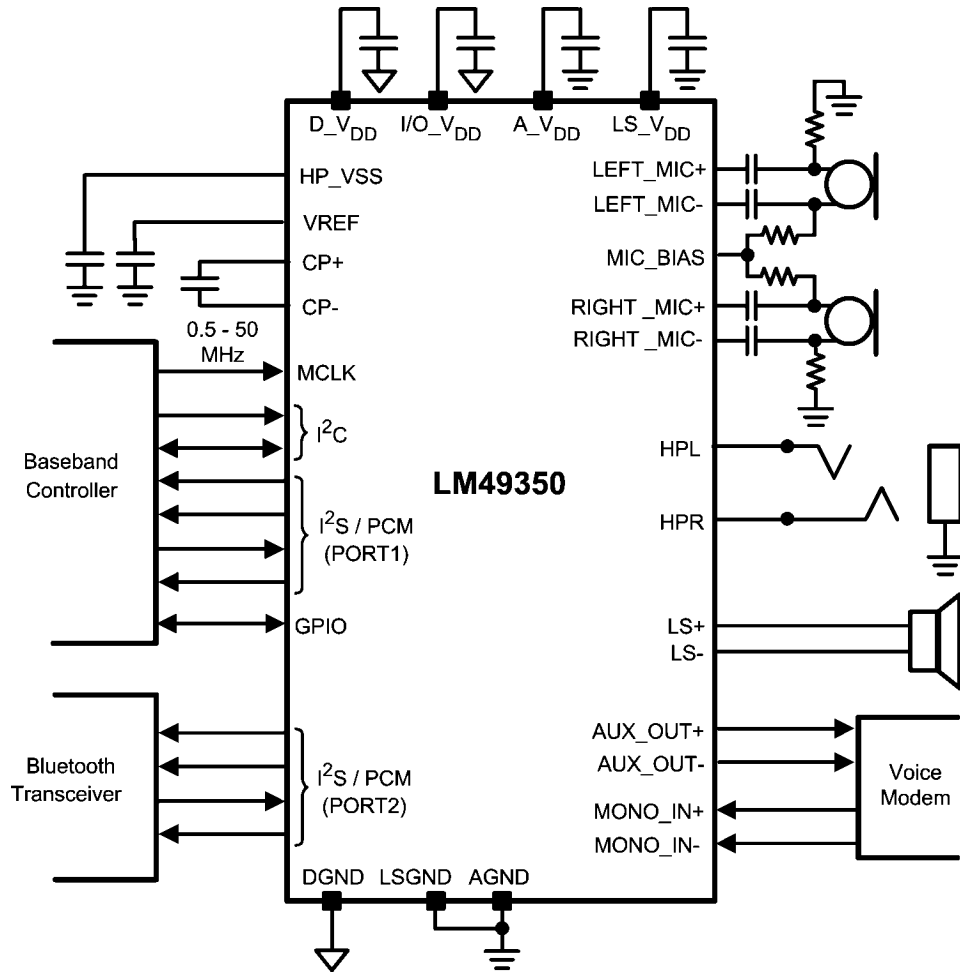 D_VDD I/O_VDD A_VDD LS_VDD
HP_VSS
VREF
CP+
CP-
0.5 - 50
MHz
MCLK
I²C
I²S / PCM
(PORT1)
GPIO
I²S / PCM
(PORT2)
Baseband
Controller
Bluetooth
Transceiver
LM49350
LEFT_MIC+
LEFT_MIC-
MIC_BIAS
RIGHT _MIC+
RIGHT _MIC-
HPL
HPR
LS+
LS-
AUX_OUT+
AUX_OUT-
MONO_IN+
MONO_IN-
Voice
Modem
DGND LSGND AGND